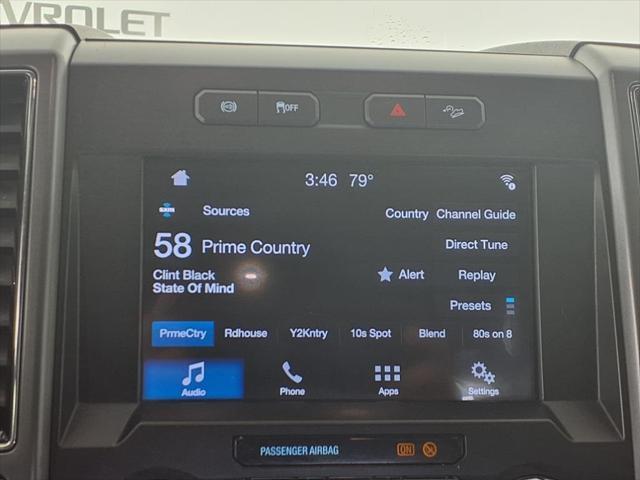 VROLET
OFF
3:46 79°
Sources Country Channel Guide
58 Prime Country Direct Tune
Clint Black Alert Replay
State Of Mind
Presets
PrmeCtry Rdhouse Y2Kntry 10s Spot Blend 80s on 8
Audio Phone Apps Settings
PASSENGER AIRBAG ON